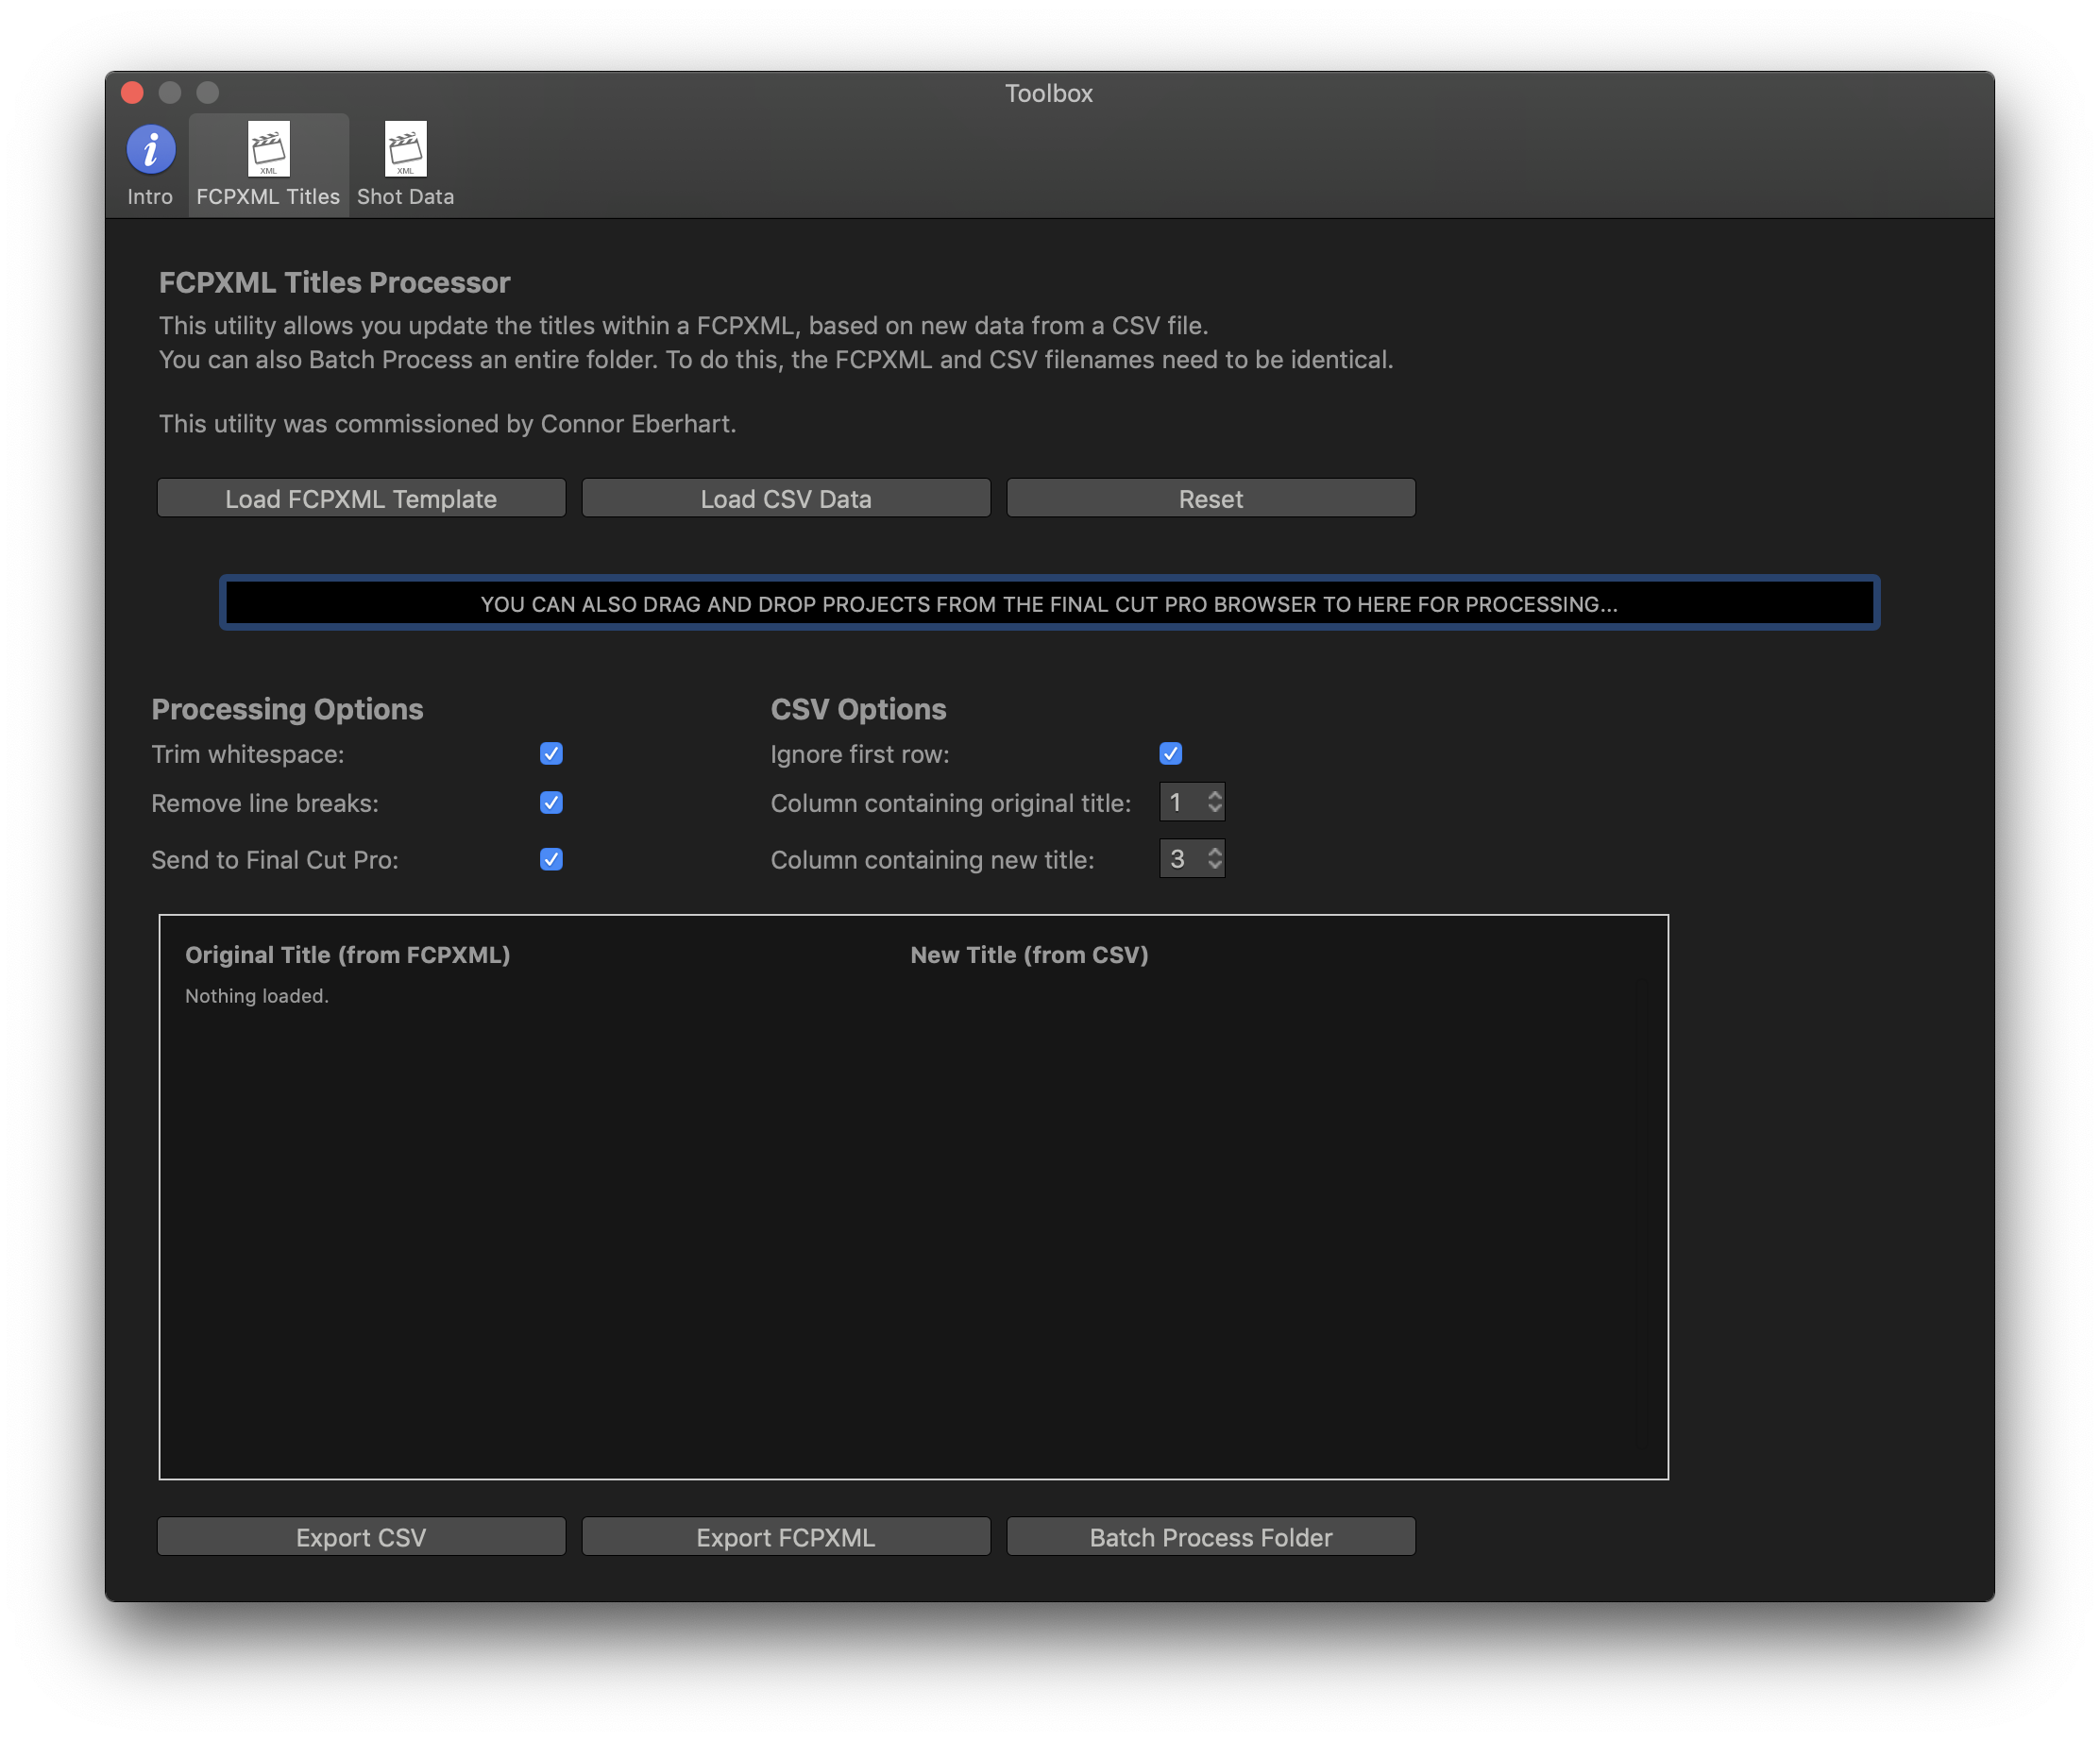 Toolbox
i
XML
XML
Intro
FCPXML Titles
Shot Data
FCPXML Titles Processor
This utility allows you update the titles within a FCPXML, based on new data from a CSV file.
You can also Batch Process an entire folder. To do this, the FCPXML and CSV filenames need to be identical.
This utility was commissioned by Connor Eberhart.
Load FCPXML Template
Load CSV Data
Reset
YOU CAN ALSO DRAG AND DROP PROJECTS FROM THE FINAL CUT PRO BROWSER TO HERE FOR PROCESSING...
Processing Options
Trim whitespace:
Remove line breaks:
Send to Final Cut Pro:
CSV Options
Ignore first row:
Column containing original title: 1
Column containing new title: 3
Original Title (from FCPXML)
New Title (from CSV)
Nothing loaded.
Export CSV
Export FCPXML
Batch Process Folder